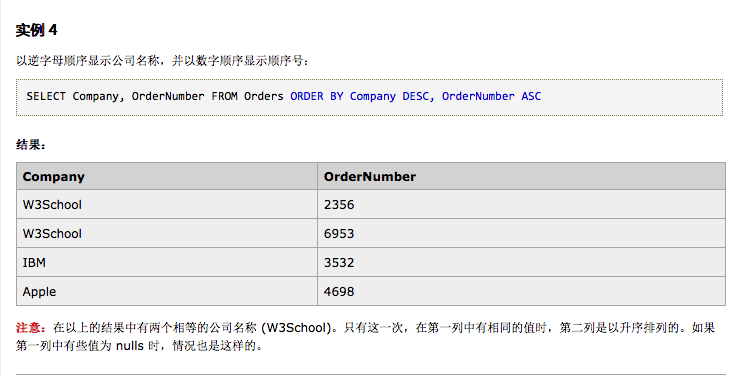 实例 4
以逆字母顺序显示公司名称，并以数字顺序显示顺序号：
SELECT Company, OrderNumber FROM Orders ORDER BY Company DESC, OrderNumber ASC
结果：
Company OrderNumber
W3School 2356
W3School 6953
IBM 3532
Apple 4698
注意：在以上的结果中有两个相等的公司名称 (W3School)。只有这一次，在第一列中有相同的值时，第二列是以升序排列的。如果
第一列中有些值为 nulls 时，情况也是这样的。